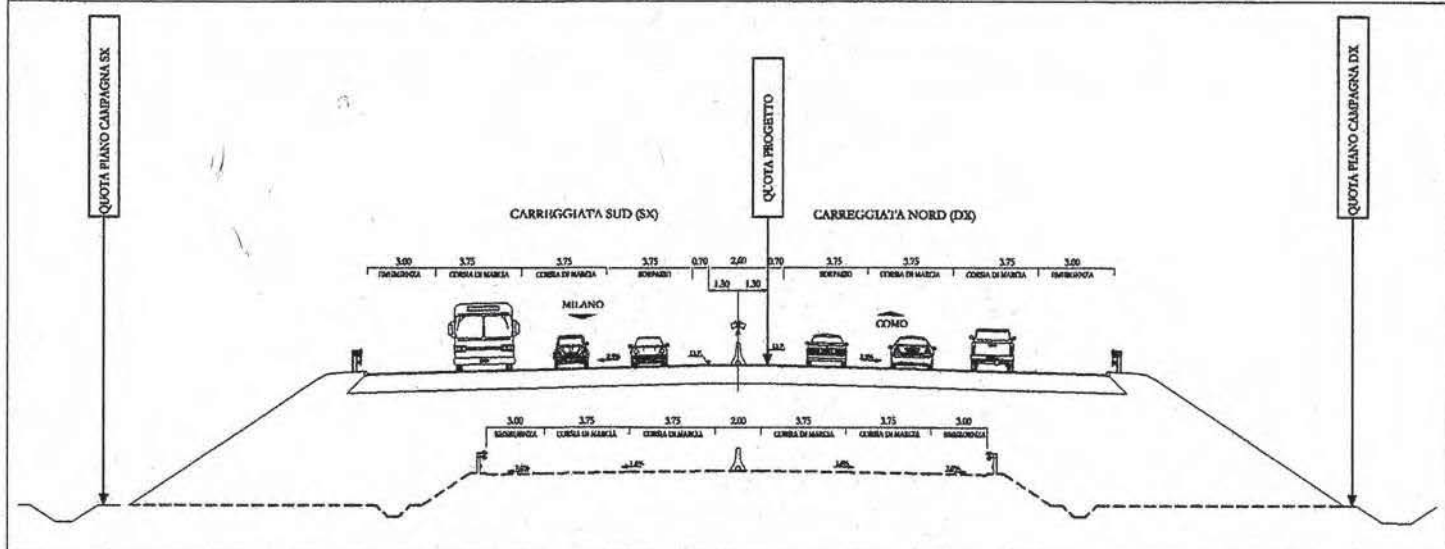 QUOTA PIANO CAMPAGNA SX
QUOTA PROGETTO
QUOTA PIANO CAMPAGNA DX
CARREGGIATA SUD (SX)
CARREGGIATA NORD (DX)
3.00 3.75 3.75 3.75 0.70 2.60 0.70 3.75 3.75 3.75 3.00
EMERGENZA CORSIA DI MARCIA CORSIA DI MARCIA SORPASSO SORPASSO CORSIA DI MARCIA CORSIA DI MARCIA EMERGENZA
1.30 1.30
MILANO
COMO
2.5% 2.5%
3.00 3.75 3.75 2.00 3.75 3.75 3.00
EMERGENZA CORSIA DI MARCIA CORSIA DI MARCIA CORSIA DI MARCIA CORSIA DI MARCIA EMERGENZA